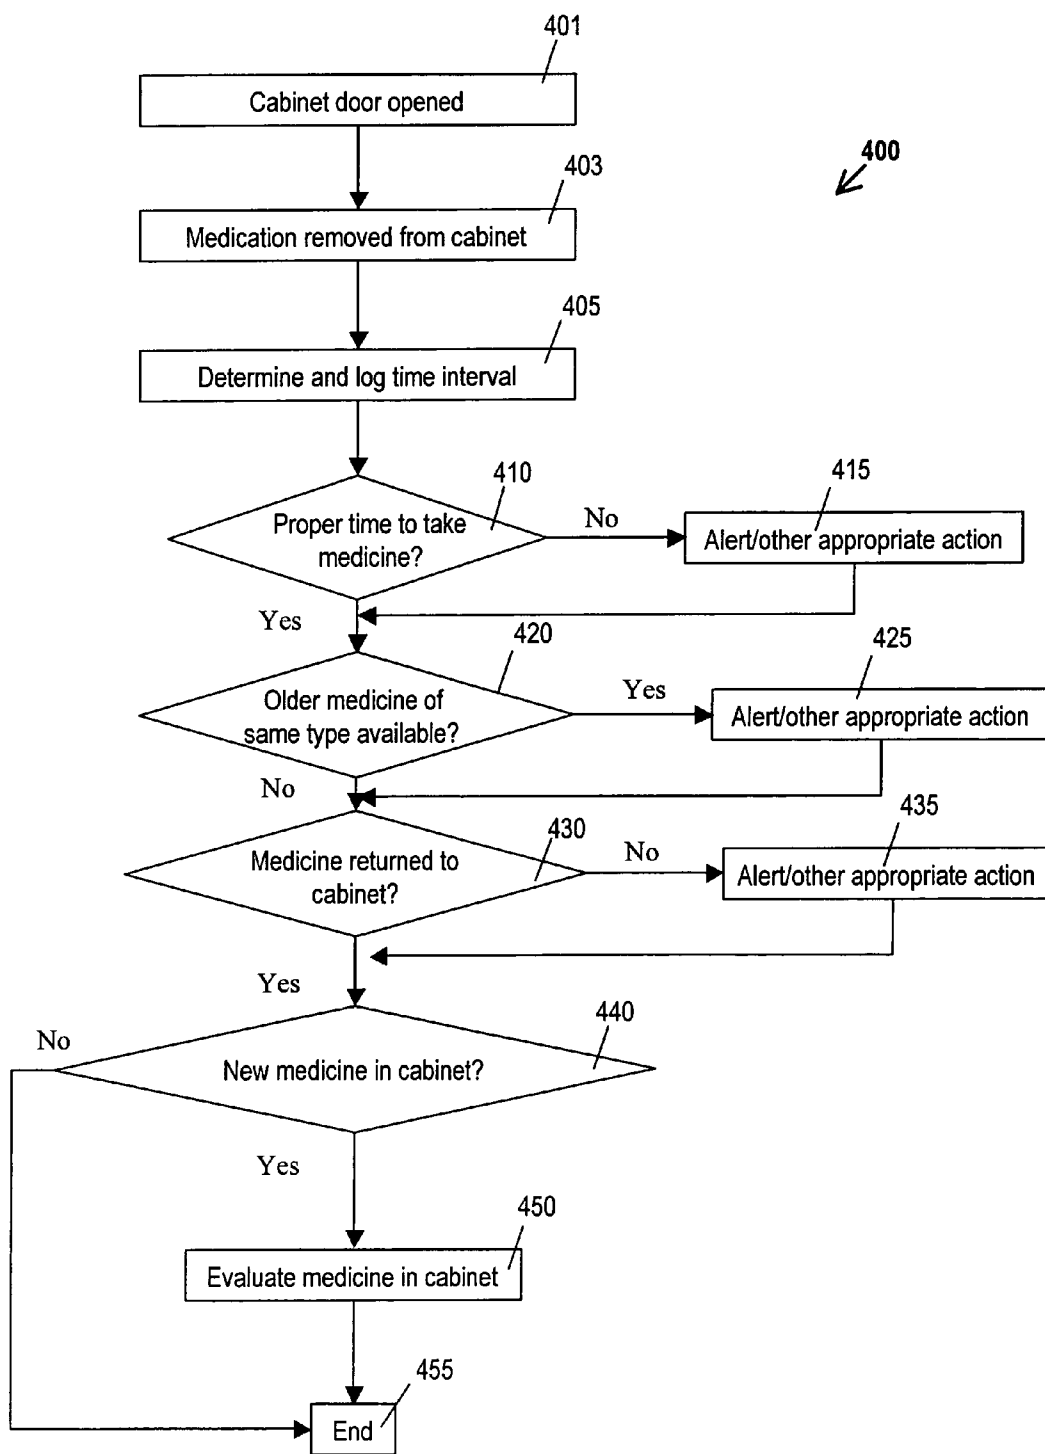 401
Cabinet door opened
400
403
Medication removed from cabinet
405
Determine and log time interval
410
Proper time to take
medicine?
No
415
Alert/other appropriate action
Yes
420
Older medicine of
same type available?
Yes
425
Alert/other appropriate action
No
430
Medicine returned to
cabinet?
No
435
Alert/other appropriate action
Yes
No
440
New medicine in cabinet?
Yes
450
Evaluate medicine in cabinet
455
End